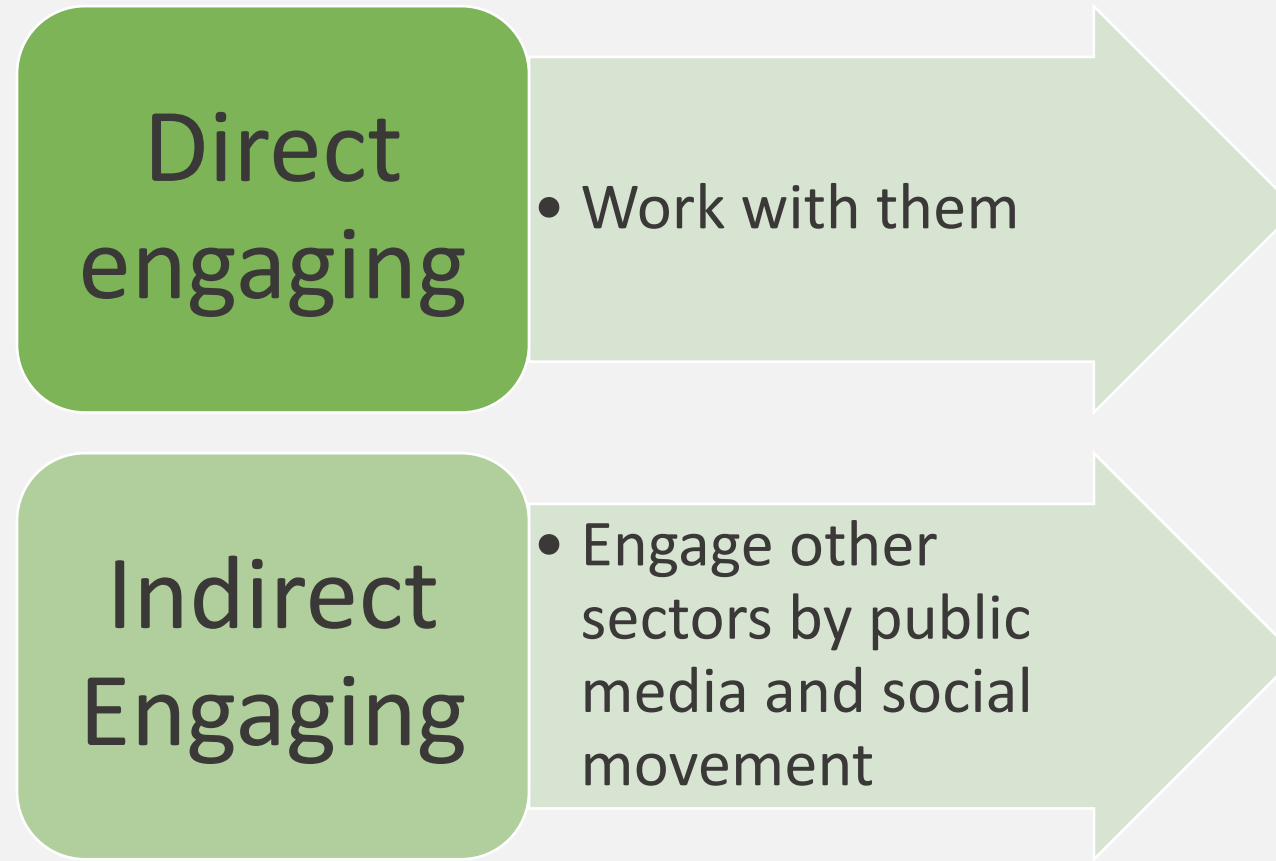 Direct
engaging
• Work with them
Indirect
Engaging
• Engage other
sectors by public
media and social
movement